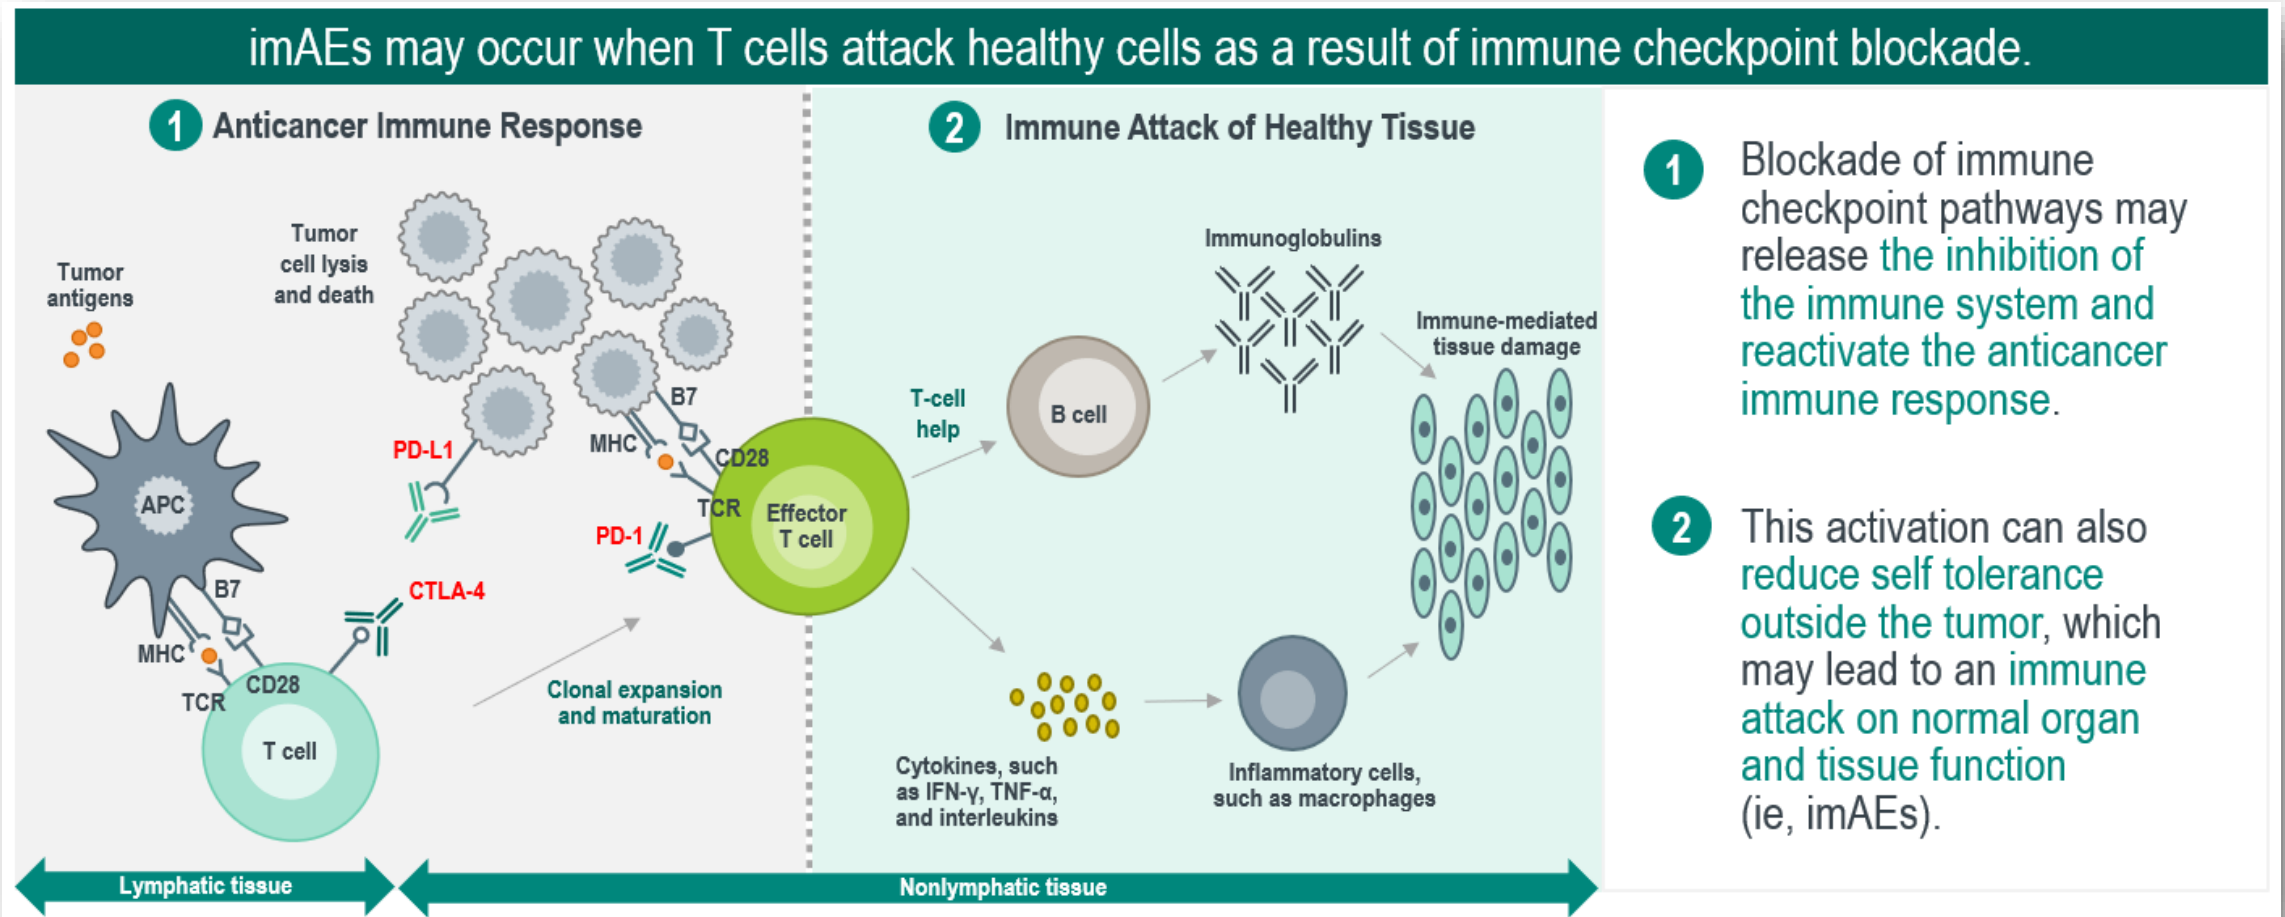 imAEs may occur when T cells attack healthy cells as a result of immune checkpoint blockade.
1 Anticancer Immune Response
Tumor
antigens
Tumor
cell lysis
and death
APC
PD-L1
B7
MHC
CD28
TCR
PD-1
Effector
T cell
B7
CTLA-4
MHC
CD28
TCR
T cell
Clonal expansion
and maturation
2 Immune Attack of Healthy Tissue
T-cell
help
B cell
Immunoglobulins
Immune-mediated
tissue damage
Cytokines, such
as IFN-γ, TNF-α,
and interleukins
Inflammatory cells,
such as macrophages
Lymphatic tissue
Nonlymphatic tissue
1 Blockade of immune
checkpoint pathways may
release the inhibition of
the immune system and
reactivate the anticancer
immune response.
2 This activation can also
reduce self tolerance
outside the tumor, which
may lead to an immune
attack on normal organ
and tissue function
(ie, imAEs).